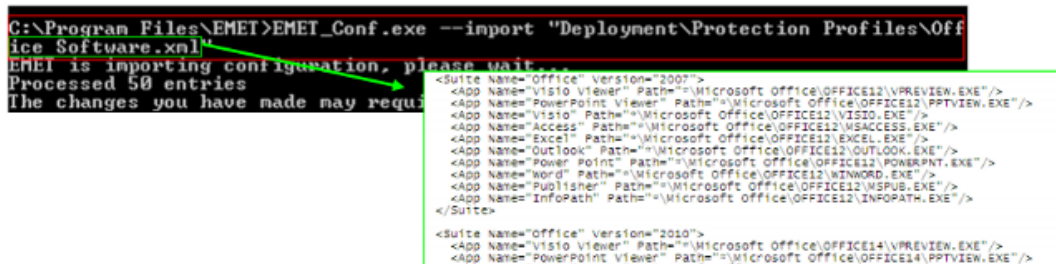 C:\Program Files\EMET>EMET_Conf.exe --import "Deployment\Protection Profiles\Off
ice Software.xml"
EMET is importing configuration, please wait...
Processed 50 entries
The changes you have made may requi
<Suite Name="Office" Version="2007">
<App Name="Visio Viewer" Path="*\Microsoft Office\OFFICE12\VPREVIEW.EXE"/>
<App Name="PowerPoint Viewer" Path="*\Microsoft Office\OFFICE12\PPTVIEW.EXE"/>
<App Name="Visio" Path="*\Microsoft Office\OFFICE12\VISIO.EXE"/>
<App Name="Access" Path="*\Microsoft Office\OFFICE12\MSACCESS.EXE"/>
<App Name="Excel" Path="*\Microsoft Office\OFFICE12\EXCEL.EXE"/>
<App Name="Outlook" Path="*\Microsoft Office\OFFICE12\OUTLOOK.EXE"/>
<App Name="Power Point" Path="*\Microsoft Office\OFFICE12\POWERPNT.EXE"/>
<App Name="Word" Path="*\Microsoft Office\OFFICE12\WINWORD.EXE"/>
<App Name="Publisher" Path="*\Microsoft Office\OFFICE12\MSPUB.EXE"/>
<App Name="InfoPath" Path="*\Microsoft Office\OFFICE12\INFOPATH.EXE"/>
</Suite>
<Suite Name="Office" Version="2010">
<App Name="Visio Viewer" Path="*\Microsoft Office\OFFICE14\VPREVIEW.EXE"/>
<App Name="PowerPoint Viewer" Path="*\Microsoft Office\OFFICE14\PPTVIEW.EXE"/>